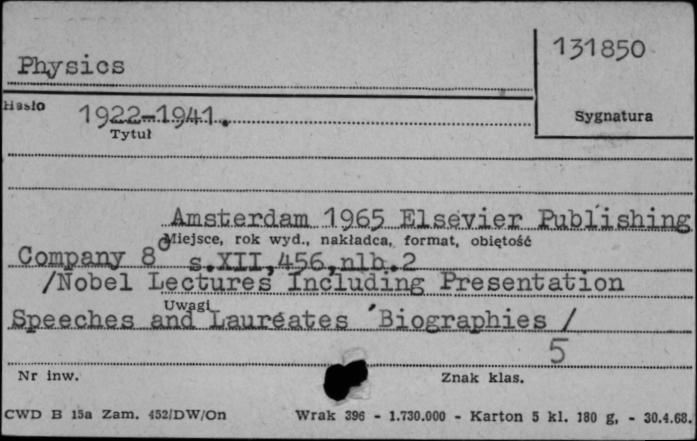 131850
Physics
Hasło
1922-1941.
Sygnatura
Tytuł
Amsterdam 1965 Elsevier Publishing
Miejsce, rok wyd., nakładca, format, objętość
Company 8° s.XII,456,nlb.2
/Nobel Lectures Including Presentation
Uwagi
Speeches and Laureates 'Biographies /
5
Nr inw.
Znak klas.
CWD B 15a Zam. 452/DW/On Wrak 396 - 1.730.000 - Karton 5 kl. 180 g, - 30.4.68.